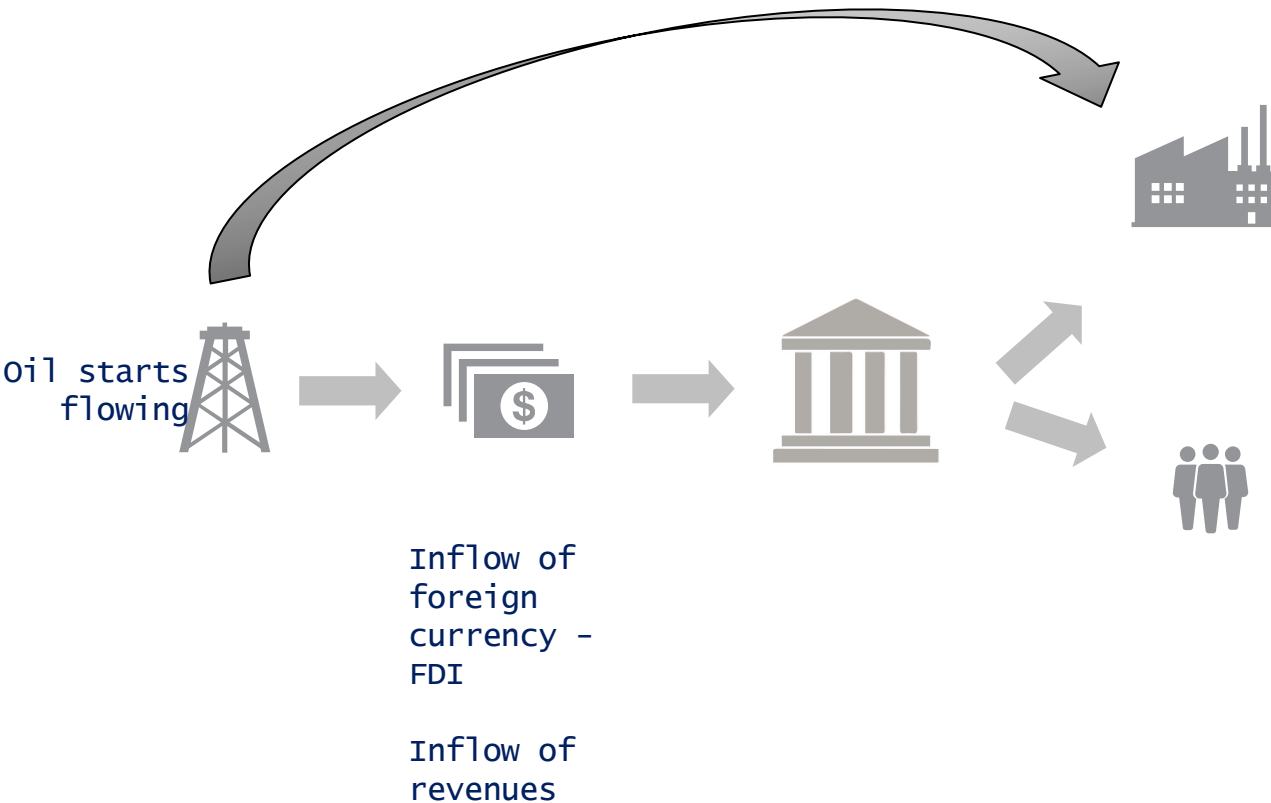 Oil starts
flowing
$
Inflow of
foreign
currency –
FDI
Inflow of
revenues